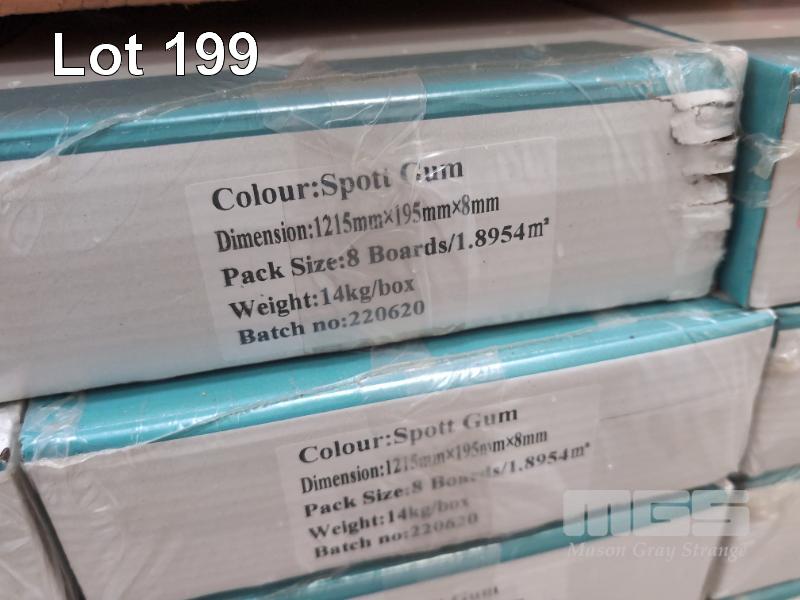 Lot 199
Colour:Spott Gum
Dimension:1215mm×195mm×8mm
Pack Size:8 Boards/1.8954m²
Weight:14kg/box
Batch no:220620
Colour:Spott Gum
Dimension:1215mm×195mm×8mm
Pack Size:8 Boards/1.8954m²
Weight:14kg/box
Batch no:220620
MGS
Mason Gray Strange